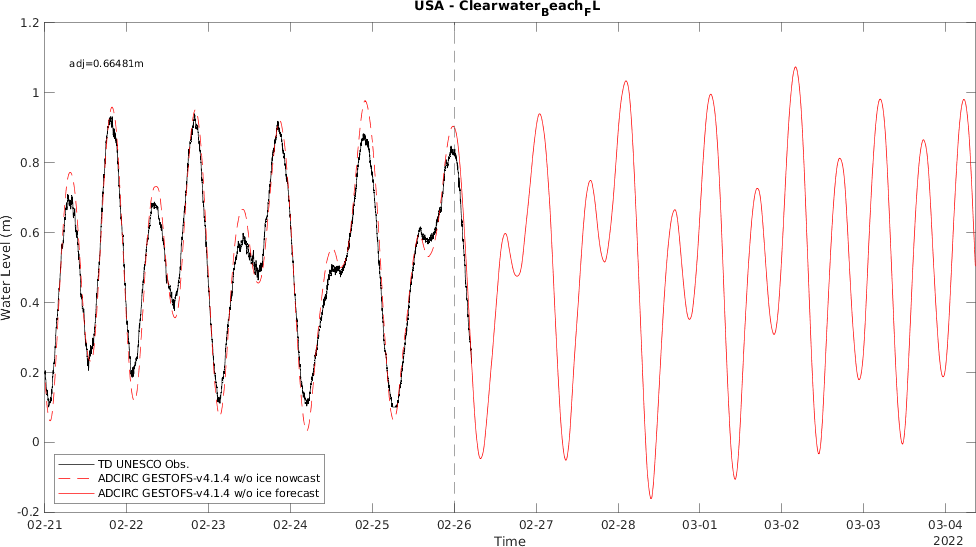 USA - ClearwaterBeachFL
adj=0.66481m
1.2
1
0.8
0.6
0.4
0.2
0
-0.2
Water Level (m)
TD UNESCO Obs.
ADCIRC GESTOFS-v4.1.4 w/o ice nowcast
ADCIRC GESTOFS-v4.1.4 w/o ice forecast
02-21 02-22 02-23 02-24 02-25 02-26 02-27 02-28 03-01 03-02 03-03 03-04
Time
2022